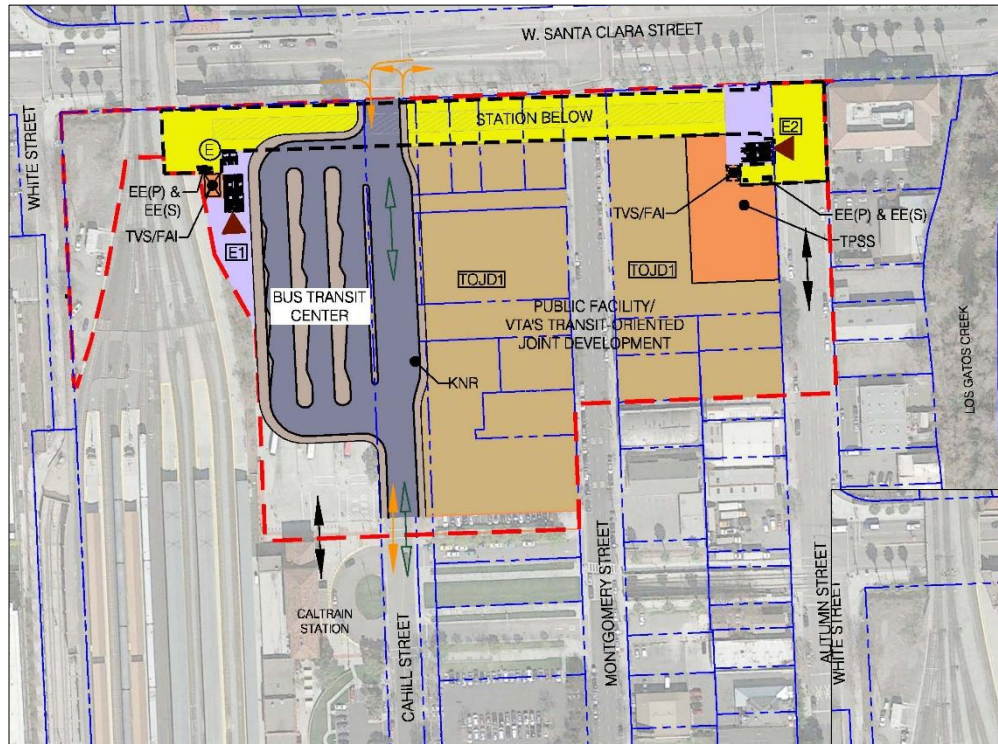 W. SANTA CLARA STREET
WHITE STREET
STATION BELOW
E2
E
EE(P) &
EE(S)
TVS/FAI
E1
TVS/FAI
EE(P) & EE(S)
TPSS
BUS TRANSIT
CENTER
TOJD1
TOJD1
PUBLIC FACILITY/
VTA'S TRANSIT-ORIENTED
JOINT DEVELOPMENT
KNR
LOS GATOS CREEK
CALTRAIN
STATION
CAHILL STREET
MONTGOMERY STREET
AUTUMN STREET
WHITE STREET